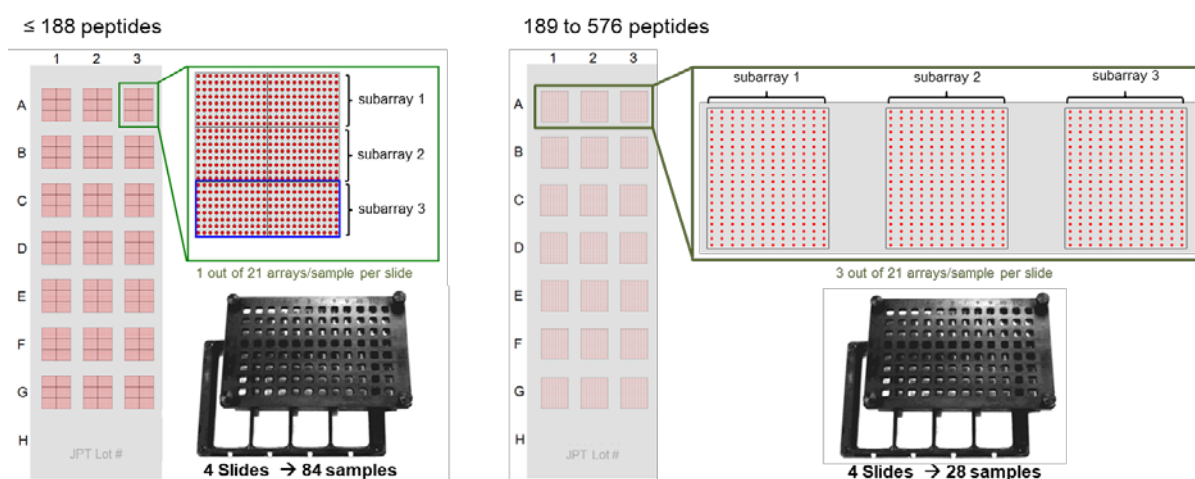 ≤ 188 peptides
1 2 3
A
B
C
D
E
F
G
H
subarray 1
subarray 2
subarray 3
1 out of 21 arrays/sample per slide
JPT Lot #
4 Slides → 84 samples
189 to 576 peptides
1 2 3
A
B
C
D
E
F
G
H
subarray 1 subarray 2 subarray 3
3 out of 21 arrays/sample per slide
JPT Lot #
4 Slides → 28 samples